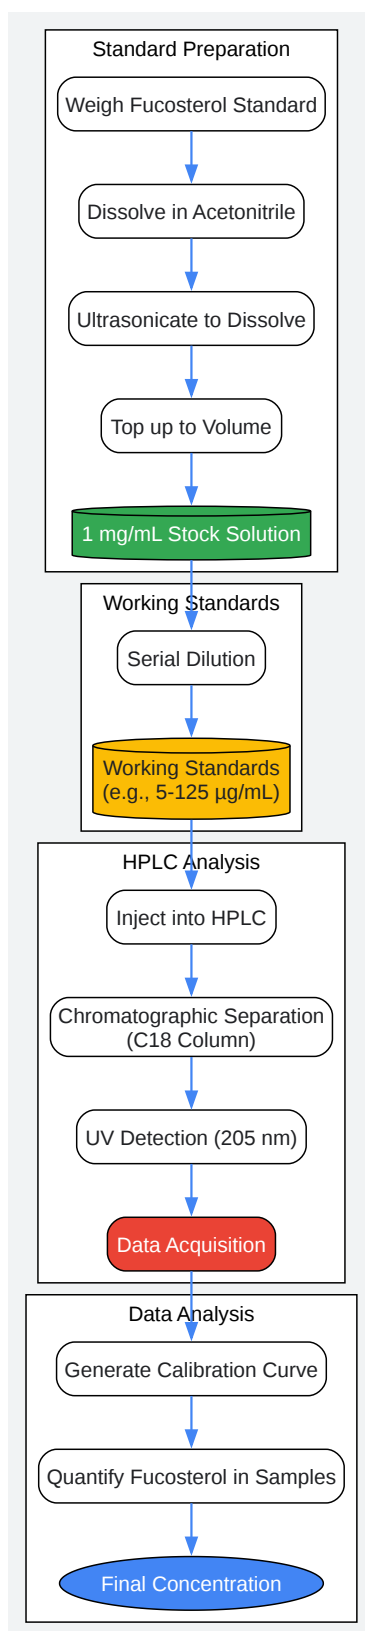 Standard Preparation
Weigh Fucosterol Standard
Dissolve in Acetonitrile
Ultrasonicate to Dissolve
Top up to Volume
1 mg/mL Stock Solution
Working Standards
Serial Dilution
Working Standards
(e.g., 5-125 µg/mL)
HPLC Analysis
Inject into HPLC
Chromatographic Separation
(C18 Column)
UV Detection (205 nm)
Data Acquisition
Data Analysis
Generate Calibration Curve
Quantify Fucosterol in Samples
Final Concentration